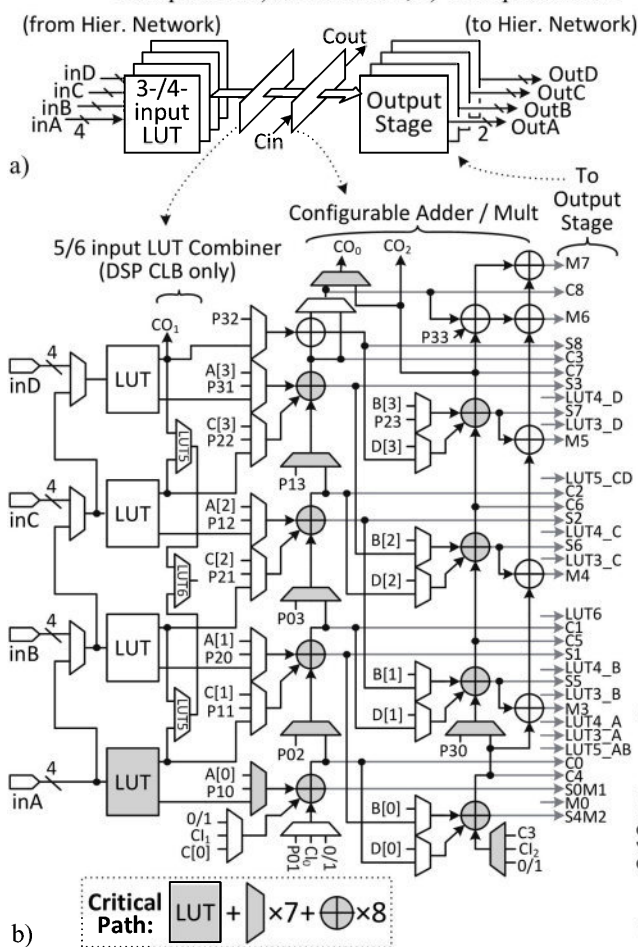 (from Hier. Network)
(to Hier. Network)
Cout
inD
inC
inB
inA
4
3-/4-
input
LUT
Cin
Output
Stage
OutD
OutC
OutB
OutA
2
a)
To
Output
Stage
Configurable Adder / Mult
5/6 input LUT Combiner
(DSP CLB only)
CO0
CO2
CO1
M7
C8
P32
P33
M6
S8
C3
inD
4
LUT
A[3]
P31
C7
S3
B[3]
P23
LUT4_D
S7
C[3]
P22
LUT3_D
M5
LUT5
D[3]
P13
LUT5_CD
inC
4
LUT
C2
C6
A[2]
P12
S2
B[2]
LUT4_C
S6
C[2]
P21
LUT3_C
M4
LUT6
D[2]
P03
LUT6
inB
4
LUT
C1
C5
A[1]
P20
S1
B[1]
LUT4_B
S5
C[1]
P11
LUT3_B
M3
LUT5
D[1]
LUT4_A
LUT3_A
P02
P30
LUT5_AB
inA
4
LUT
C0
A[0]
P10
C4
S0M1
M0
0/1
CI1
C[0]
B[0]
S4M2
P01
CI0
0/1
D[0]
C3
CI2
0/1
b)
Critical
Path:
LUT + ×7+ ×8